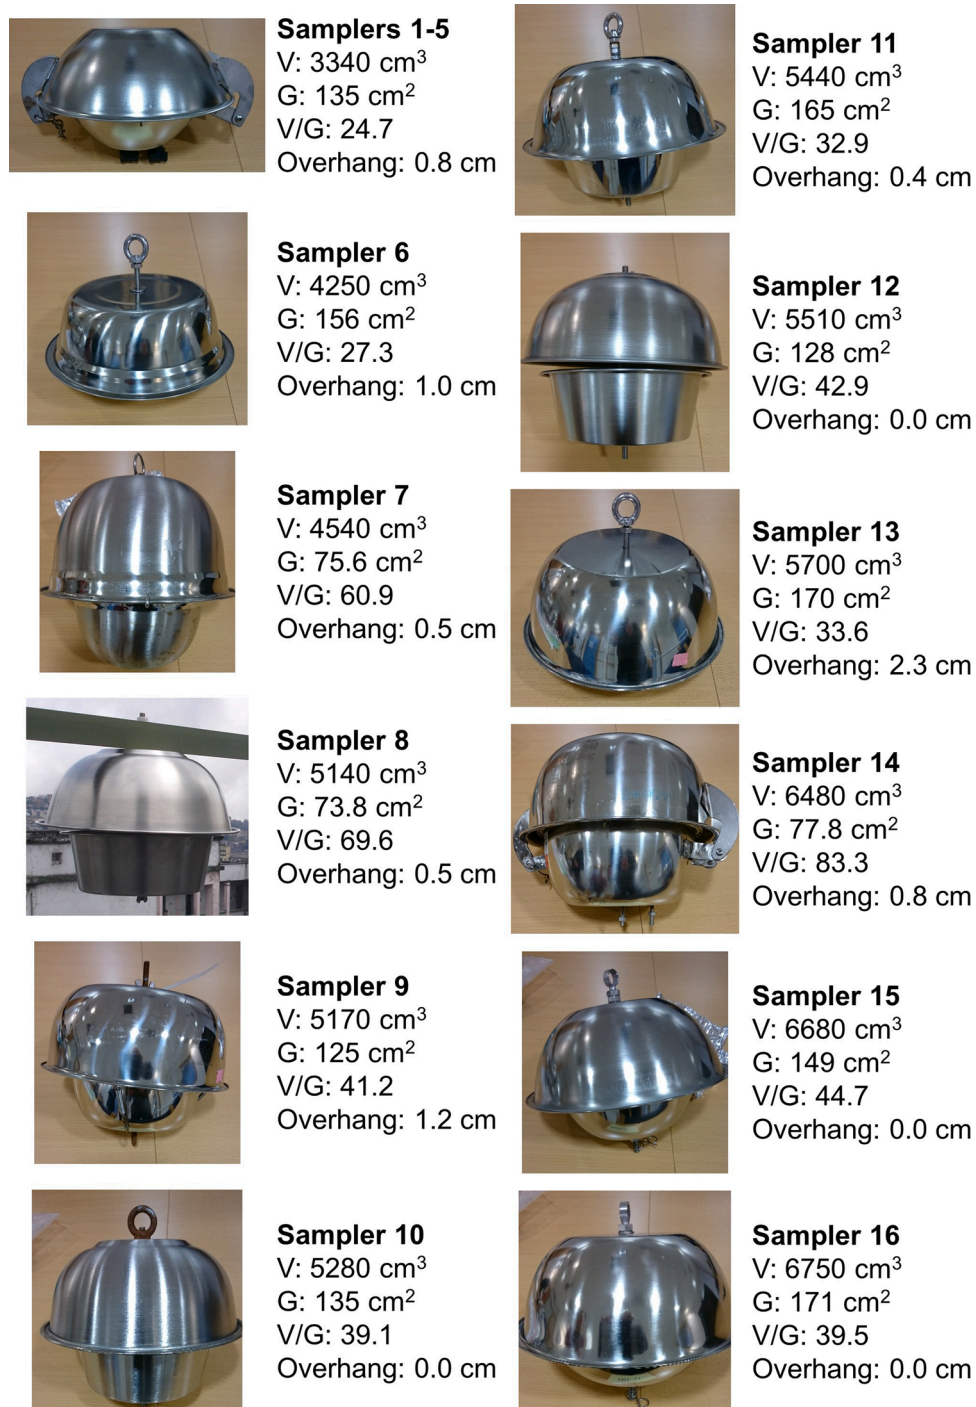 Samplers 1-5
V: 3340 cm³
G: 135 cm²
V/G: 24.7
Overhang: 0.8 cm
Sampler 6
V: 4250 cm³
G: 156 cm²
V/G: 27.3
Overhang: 1.0 cm
Sampler 7
V: 4540 cm³
G: 75.6 cm²
V/G: 60.9
Overhang: 0.5 cm
Sampler 8
V: 5140 cm³
G: 73.8 cm²
V/G: 69.6
Overhang: 0.5 cm
Sampler 9
V: 5170 cm³
G: 125 cm²
V/G: 41.2
Overhang: 1.2 cm
Sampler 10
V: 5280 cm³
G: 135 cm²
V/G: 39.1
Overhang: 0.0 cm
Sampler 11
V: 5440 cm³
G: 165 cm²
V/G: 32.9
Overhang: 0.4 cm
Sampler 12
V: 5510 cm³
G: 128 cm²
V/G: 42.9
Overhang: 0.0 cm
Sampler 13
V: 5700 cm³
G: 170 cm²
V/G: 33.6
Overhang: 2.3 cm
Sampler 14
V: 6480 cm³
G: 77.8 cm²
V/G: 83.3
Overhang: 0.8 cm
Sampler 15
V: 6680 cm³
G: 149 cm²
V/G: 44.7
Overhang: 0.0 cm
Sampler 16
V: 6750 cm³
G: 171 cm²
V/G: 39.5
Overhang: 0.0 cm